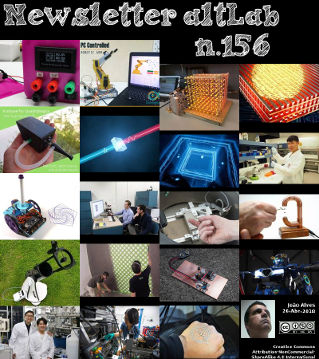 Newsletter altLab
n.156
PC Controlled
João Alves
26-Abr-2018
Creative Commons
Attribution-NonCommercial-
ShareAlike 4.0 International